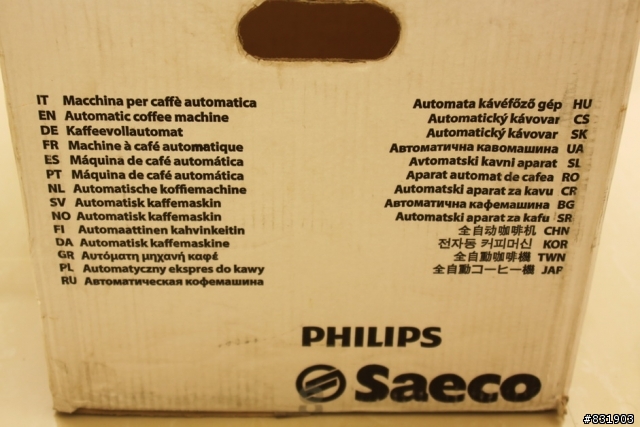 IT Macchina per caffè automatica
EN Automatic coffee machine
DE Kaffeevollautomat
FR Machine à café automatique
ES Máquina de café automática
PT Máquina de café automática
NL Automatische koffiemachine
SV Automatisk kaffemaskin
NO Automatisk kaffemaskin
FI Automaattinen kahvinkeitin
DA Automatisk kaffemaskine
GR Αυτόματη μηχανή καφέ
PL Automatyczny ekspres do kawy
RU Автоматическая кофемашина
Automata kávéfőző gép HU
Automatický kávovar CS
Automatický kávovar SK
Автоматична кавомашина UA
Avtomatski kavni aparat SL
Aparat automat de cafea RO
Automatski aparat za kavu CR
Автоматична кафемашина BG
Automatski aparat za kafu SR
全自动咖啡机 CHN
전자동 커피머신 KOR
全自動咖啡機 TWN
全自動コーヒー機 JAP
PHILIPS
Saeco
#831903